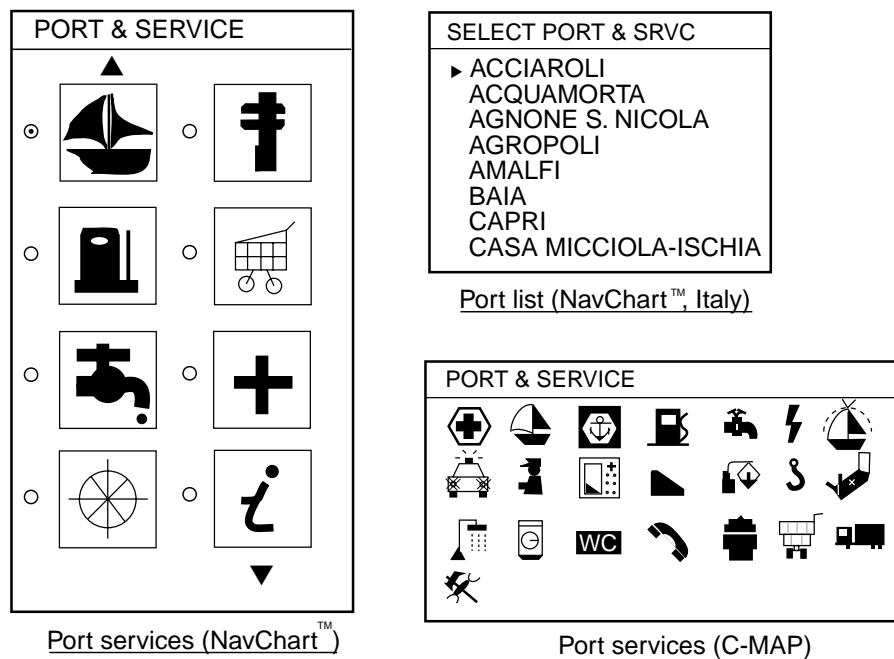 PORT & SERVICE
Port services (NavChart™)
SELECT PORT & SRVC
ACCIAROLI
ACQUAMORTA
AGNONE S. NICOLA
AGROPOLI
AMALFI
BAIA
CAPRI
CASA MICCIOLA-ISCHIA
Port list (NavChart™, Italy)
PORT & SERVICE
WC
Port services (C-MAP)